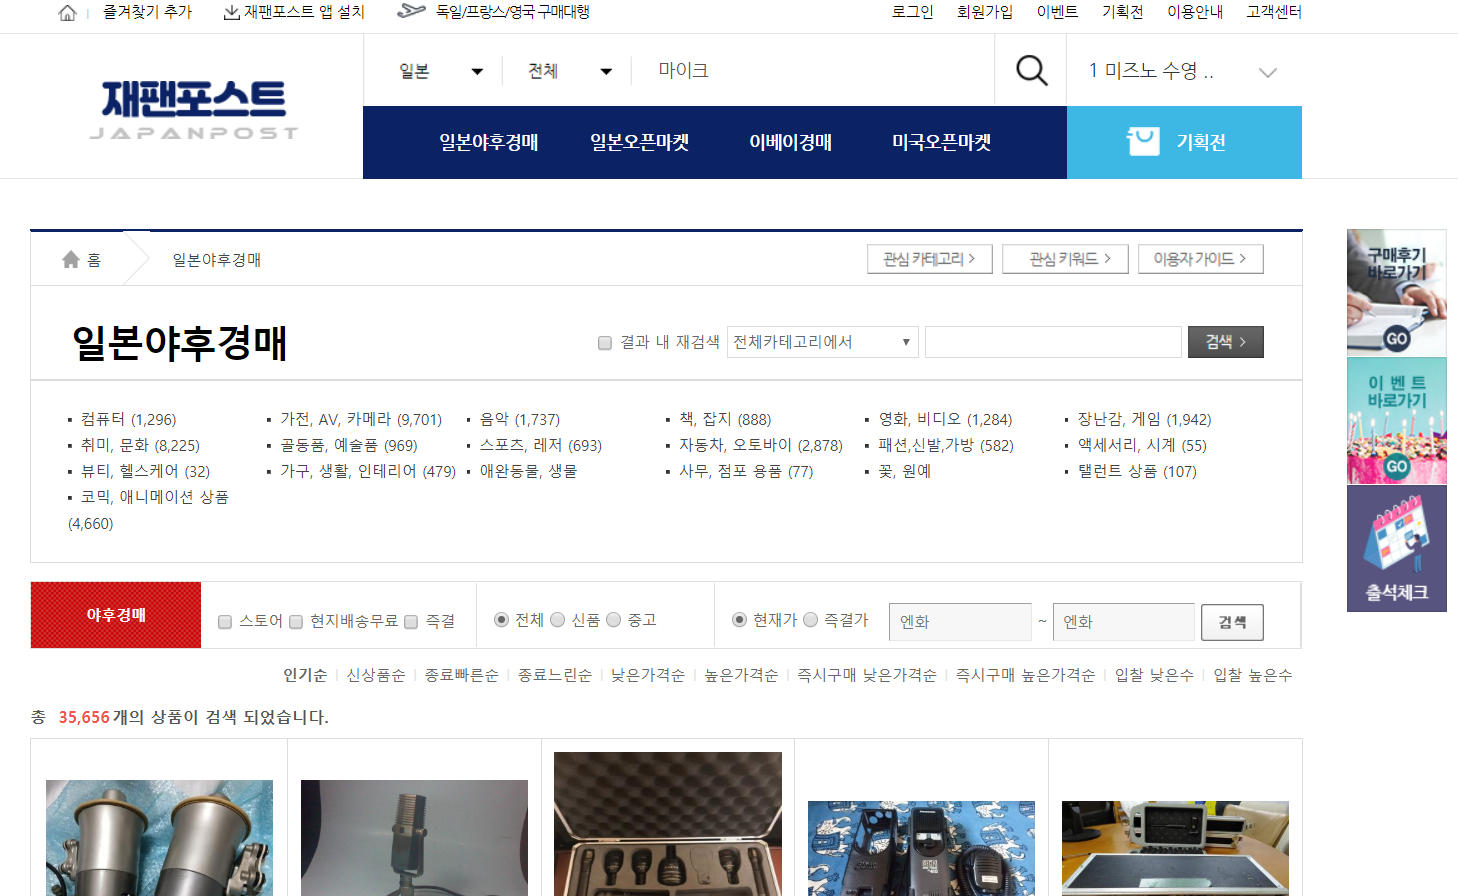 즐겨찾기 추가 재팬포스트 앱 설치 독일/프랑스/영국 구매대행 로그인 회원가입 이벤트 기획전 이용안내 고객센터
재팬포스트
JAPANPOST
일본 전체 마이크 1 미즈노 수영 ..
일본야후경매 일본오픈마켓 이베이경매 미국오픈마켓 기획전
홈 일본야후경매 관심 카테고리 관심 키워드 이용자 가이드
일본야후경매 결과 내 재검색 전체카테고리에서 검색
컴퓨터 (1,296) 가전, AV, 카메라 (9,701) 음악 (1,737) 책, 잡지 (888) 영화, 비디오 (1,284) 장난감, 게임 (1,942)
취미, 문화 (8,225) 골동품, 예술품 (969) 스포즈, 레저 (693) 자동차, 오토바이 (2,878) 패션,신발,가방 (582) 액세서리, 시계 (55)
뷰티, 헬스케어 (32) 가구, 생활, 인테리어 (479) 애완동물, 생물 사무, 점포 용품 (77) 꽃, 원예 탤런트 상품 (107)
코믹, 애니메이션 상품
(4,660)
구매후기
바로가기
GO
이 벤 트
바로가기
GO
출석체크
야후경매 스토어 현지배송무료 즉결 전체 신품 중고 현재가 즉결가 엔화 ~ 엔화 검색
인기순 신상품순 종료빠른순 종료느린순 낮은가격순 높은가격순 즉시구매 낮은가격순 즉시구매 높은가격순 입찰 낮은수 입찰 높은수
총 35,656개의 상품이 검색 되었습니다.